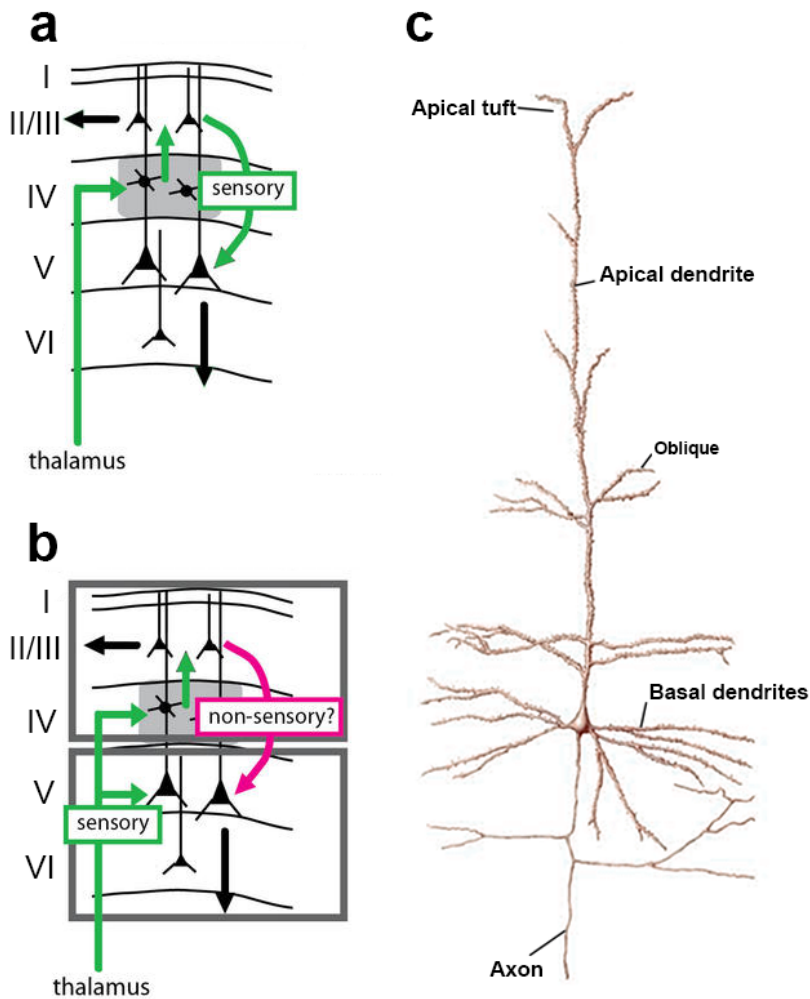 a
I
II/III
IV
sensory
V
VI
thalamus
b
I
II/III
IV
non-sensory?
V
sensory
VI
thalamus
c
Apical tuft
Apical dendrite
Oblique
Basal dendrites
Axon